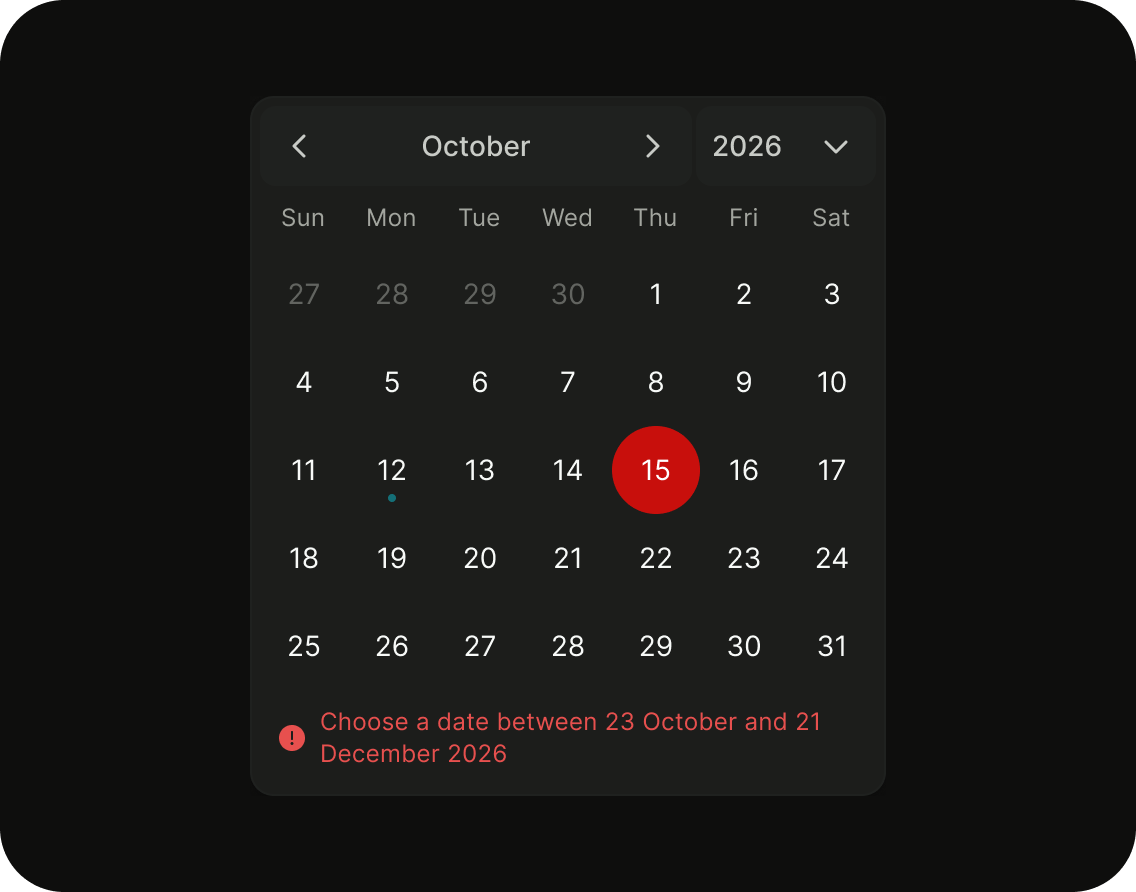 October 2026
Sun Mon Tue Wed Thu Fri Sat
27 28 29 30 1 2 3
4 5 6 7 8 9 10
11 12 13 14 15 16 17
18 19 20 21 22 23 24
25 26 27 28 29 30 31
Choose a date between 23 October and 21
December 2026